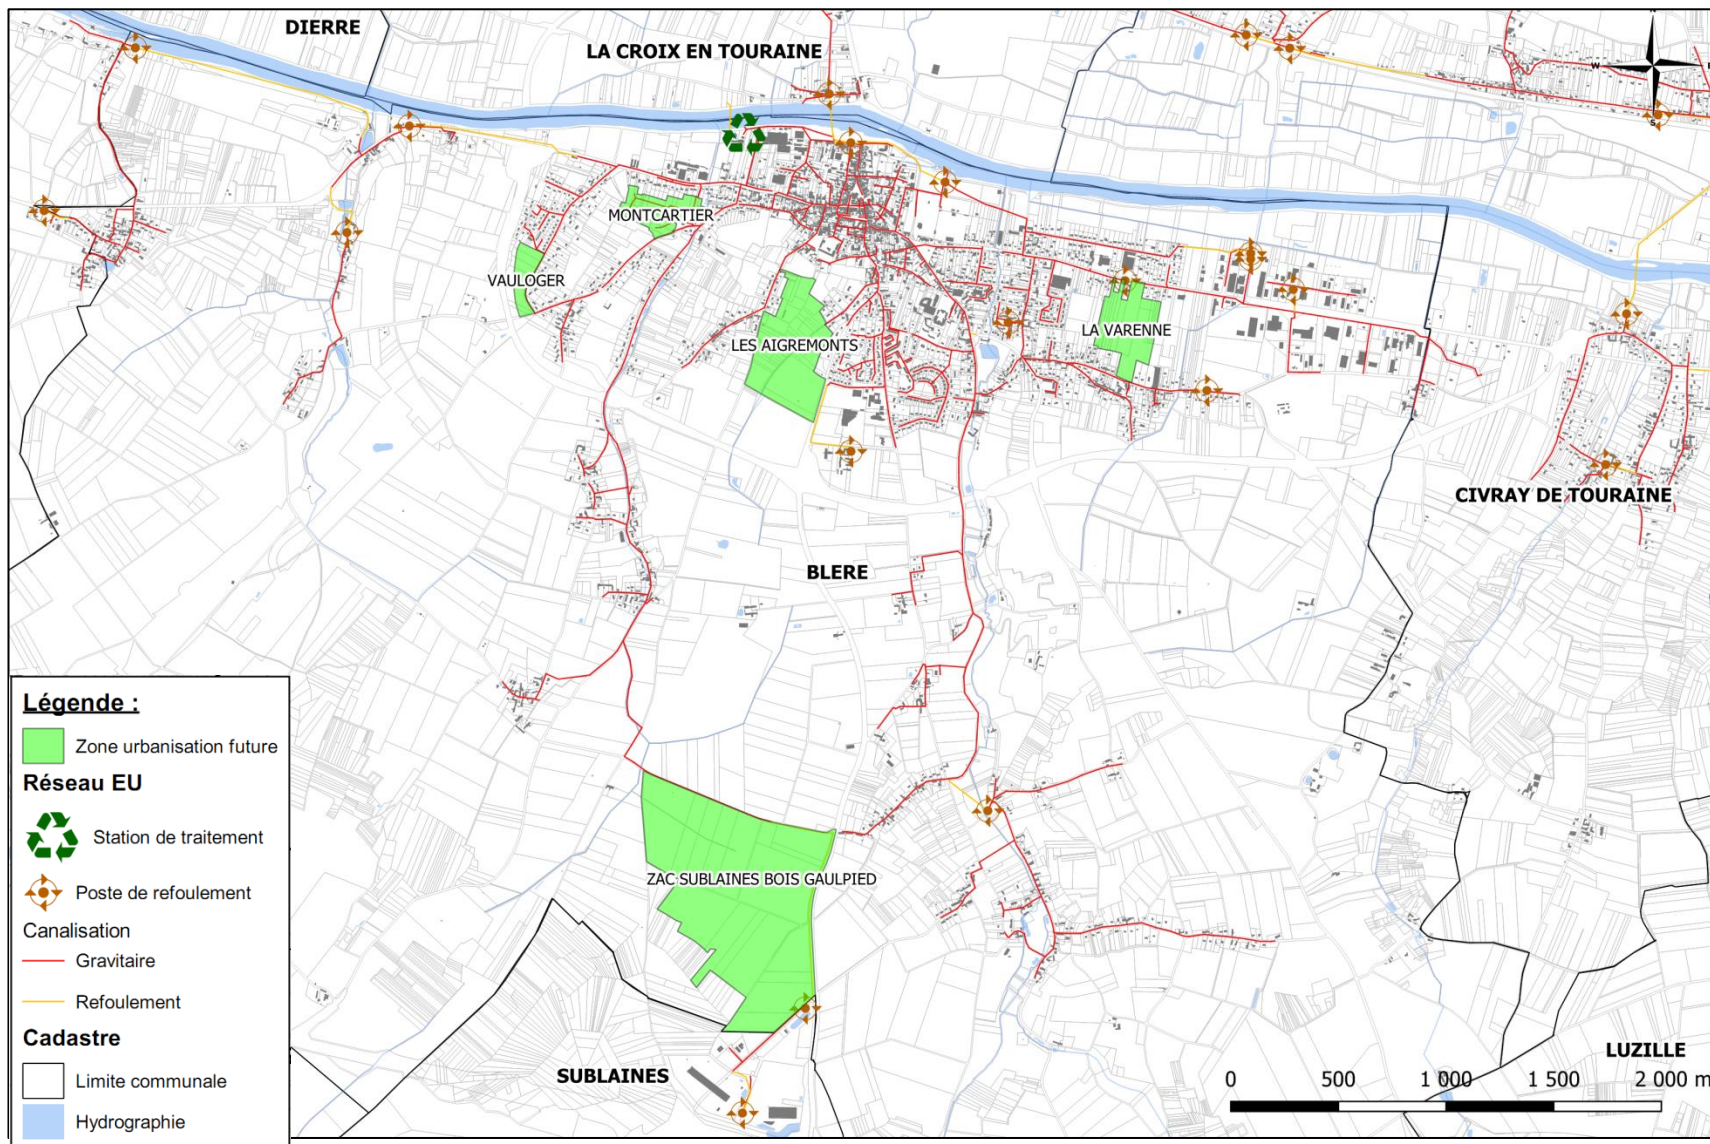 DIERRE
LA CROIX EN TOURAINE
N
W
S
MONTCARTIER
VAULOGER
LES AIGREMONTS
LA VARENNE
CIVRAY DE TOURAINE
BLERE
ZAC SUBLAINES BOIS GAULPIED
SUBLAINES
LUZILLE
Légende :
Zone urbanisation future
Réseau EU
Station de traitement
Poste de refoulement
Canalisation
Gravitaire
Refoulement
Cadastre
Limite communale
Hydrographie
0 500 1 000 1 500 2 000 m